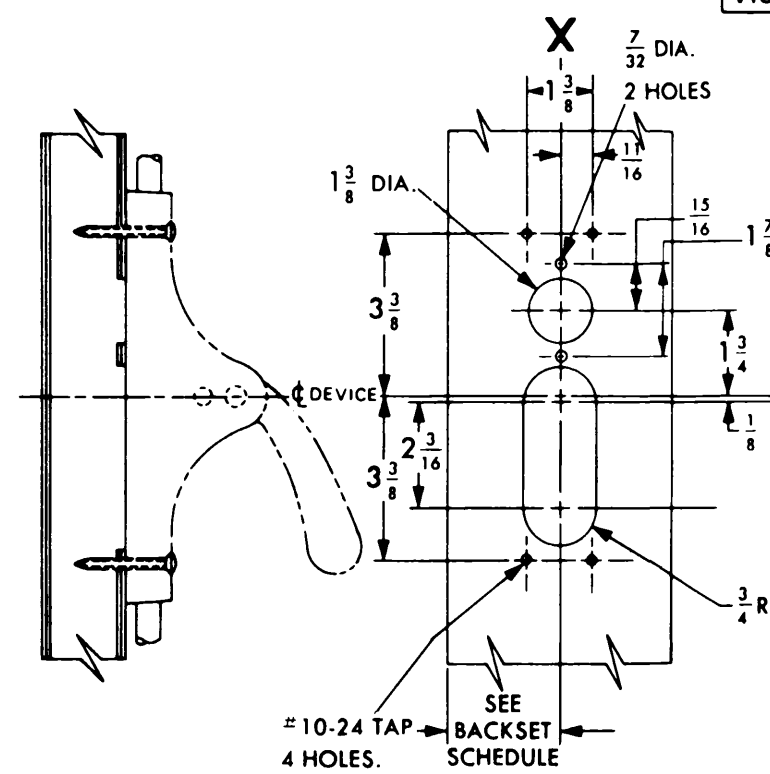 X
7/32 DIA.
2 HOLES
1 3/8
11/16
1 3/8 DIA.
15/16
1 7/8
3 3/8
1 3/4
℄ DEVICE
1/8
2 3/16
3 3/8
3/4 R
#10-24 TAP
4 HOLES.
SEE
BACKSET
SCHEDULE